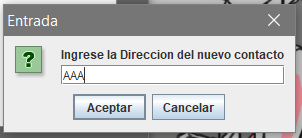 Entrada
Ingrese la Direccion del nuevo contacto
AAA
Aceptar
Cancelar